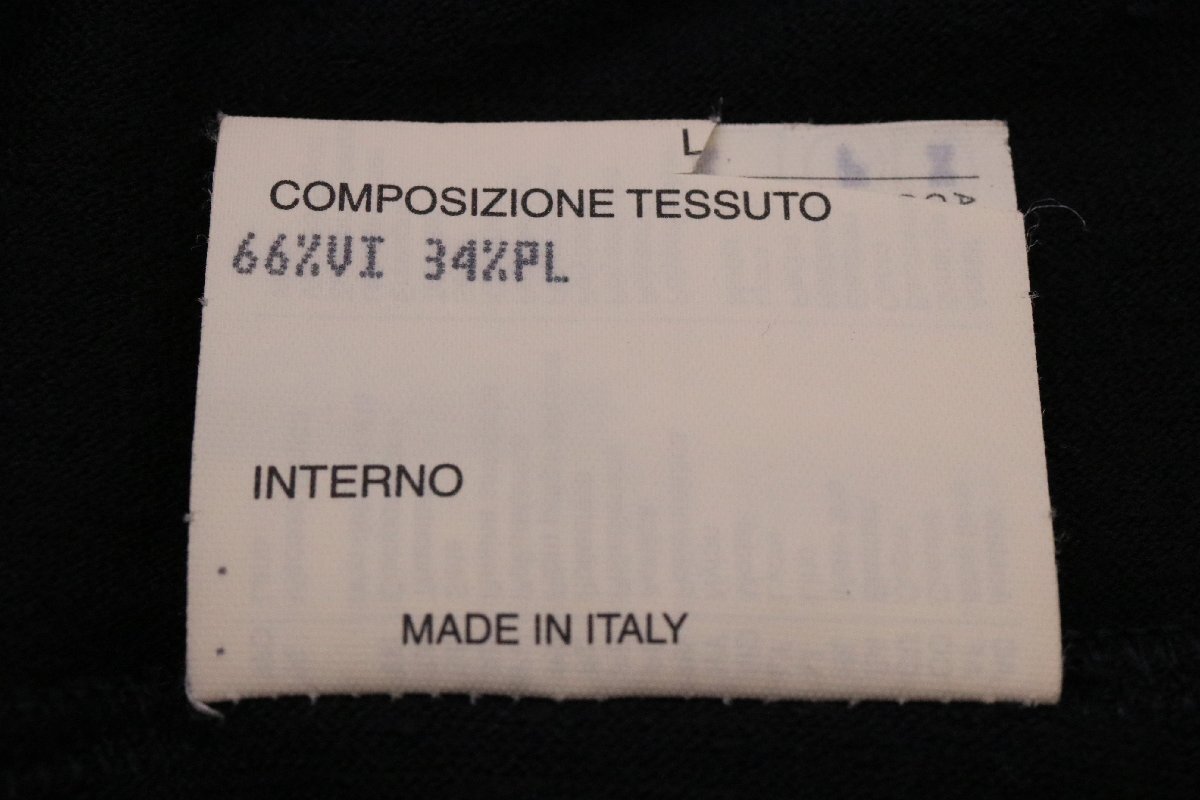 L
COMPOSIZIONE TESSUTO
66%VI 34%PL
INTERNO
MADE IN ITALY